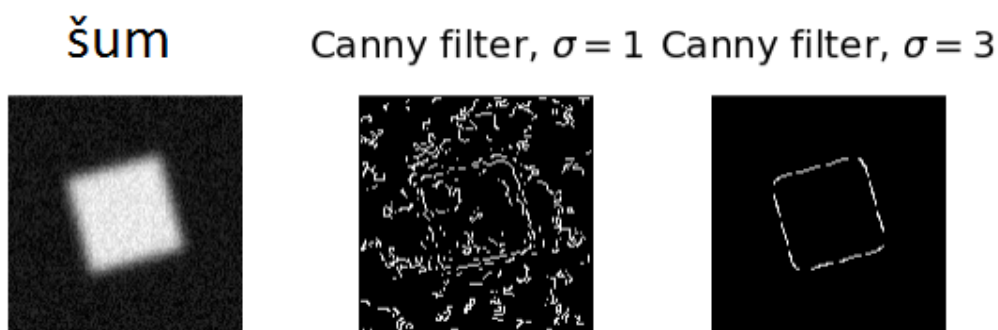 šum
Canny filter, σ = 1
Canny filter, σ = 3